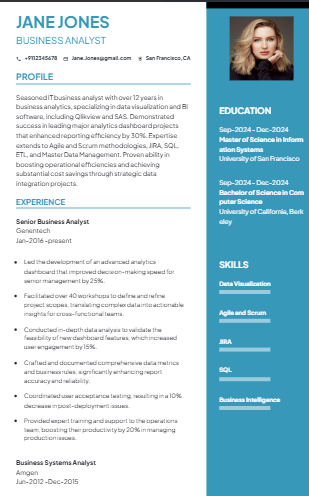 JANE JONES
BUSINESS ANALYST
+9112345678 Jane.Jones@gmail.com San Francisco,CA
PROFILE
Seasoned IT business analyst with over 12 years in
business analytics, specializing in data visualization and BI
software, including Qlikview and SAS. Demonstrated
success in leading major analytics dashboard projects
that enhanced reporting efficiency by 30%. Expertise
extends to Agile and Scrum methodologies, JIRA, SQL,
ETL, and Master Data Management. Proven ability in
boosting operational efficiencies and achieving
substantial cost savings through strategic data
integration projects.
EXPERIENCE
Senior Business Analyst
Genentech
Jan-2016 -present
Led the development of an advanced analytics
dashboard that improved decision-making speed for
senior management by 25%.
Facilitated over 40 workshops to define and refine
project scopes, translating complex data into actionable
insights for cross-functional teams.
Conducted in-depth data analysis to validate the
feasibility of new dashboard features, which increased
user engagement by 15%.
Crafted and documented comprehensive data metrics
and business rules, significantly enhancing report
accuracy and reliability.
Coordinated user acceptance testing, resulting in a 10%
decrease in post-deployment issues.
Provided expert training and support to the operations
team, boosting their productivity by 20% in managing
production issues.
Business Systems Analyst
Amgen
Jun-2012 -Dec-2015
EDUCATION
Sep-2024 - Dec-2024
Master of Science in Inform
ation Systems
University of San Francisco
Sep-2024 - Dec-2024
Bachelor of Science in Com
puter Science
University of California, Berk
eley
SKILLS
Data Visualization
Agile and Scrum
JIRA
SQL
Business Intelligence